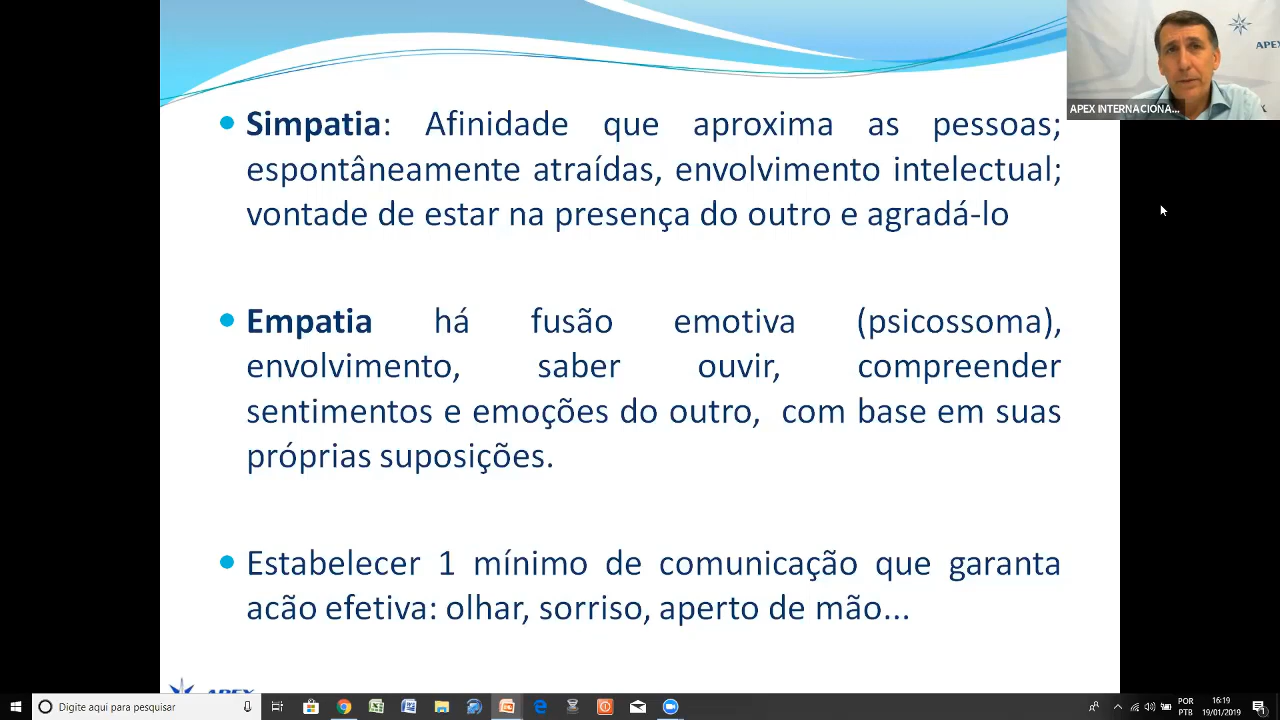 APEX
APEX INTERNACIONA...
• Simpatia: Afinidade que aproxima as pessoas;
espontâneamente atraídas, envolvimento intelectual;
vontade de estar na presença do outro e agradá-lo
• Empatia há fusão emotiva (psicossoma),
envolvimento, saber ouvir, compreender
sentimentos e emoções do outro, com base em suas
próprias suposições.
• Estabelecer 1 mínimo de comunicação que garanta
acão efetiva: olhar, sorriso, aperto de mão...
APEX
Digite aqui para pesquisar
POR
PTB
16:19
19/01/2019